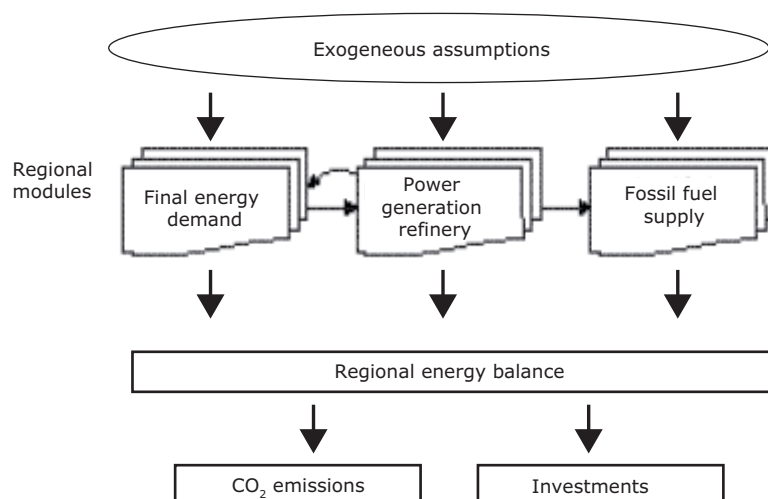 Exogeneous assumptions
Regional
modules
Final energy
demand
Power
generation
refinery
Fossil fuel
supply
Regional energy balance
CO₂ emissions
Investments